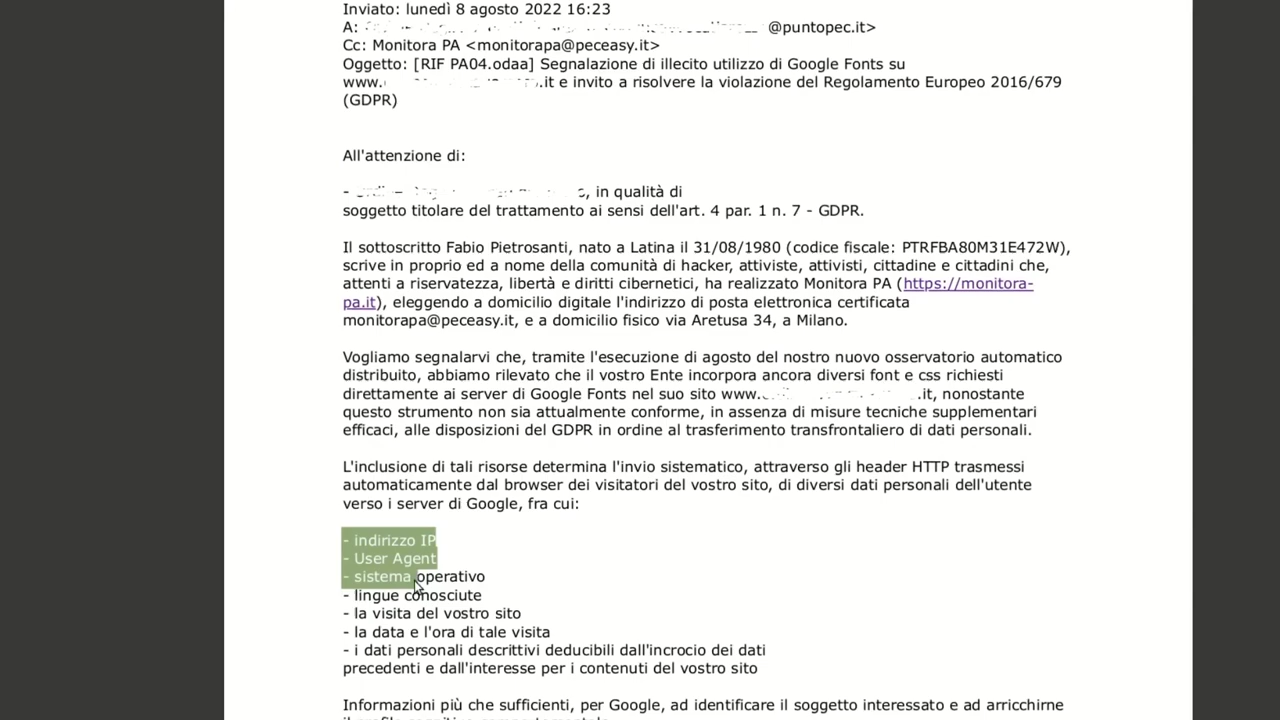 Inviato: lunedì 8 agosto 2022 16:23
A: @puntopec.it>
Cc: Monitora PA <monitorapa@peceasy.it>
Oggetto: [RIF PA04.odaa] Segnalazione di illecito utilizzo di Google Fonts su
www. .it e invito a risolvere la violazione del Regolamento Europeo 2016/679
(GDPR)
All'attenzione di:
- , in qualità di
soggetto titolare del trattamento ai sensi dell'art. 4 par. 1 n. 7 - GDPR.
Il sottoscritto Fabio Pietrosanti, nato a Latina il 31/08/1980 (codice fiscale: PTRFBA80M31E472W),
scrive in proprio ed a nome della comunità di hacker, attiviste, attivisti, cittadine e cittadini che,
attenti a riservatezza, libertà e diritti cibernetici, ha realizzato Monitora PA (https://monitora-
pa.it), eleggendo a domicilio digitale l'indirizzo di posta elettronica certificata
monitorapa@peceasy.it, e a domicilio fisico via Aretusa 34, a Milano.
Vogliamo segnalarvi che, tramite l'esecuzione di agosto del nostro nuovo osservatorio automatico
distribuito, abbiamo rilevato che il vostro Ente incorpora ancora diversi font e css richiesti
direttamente ai server di Google Fonts nel suo sito www. .it, nonostante
questo strumento non sia attualmente conforme, in assenza di misure tecniche supplementari
efficaci, alle disposizioni del GDPR in ordine al trasferimento transfrontaliero di dati personali.
L'inclusione di tali risorse determina l'invio sistematico, attraverso gli header HTTP trasmessi
automaticamente dal browser dei visitatori del vostro sito, di diversi dati personali dell'utente
verso i server di Google, fra cui:
- indirizzo IP
- User Agent
- sistema operativo
- lingue conosciute
- la visita del vostro sito
- la data e l'ora di tale visita
- i dati personali descrittivi deducibili dall'incrocio dei dati
precedenti e dall'interesse per i contenuti del vostro sito
Informazioni più che sufficienti, per Google, ad identificare il soggetto interessato e ad arricchirne